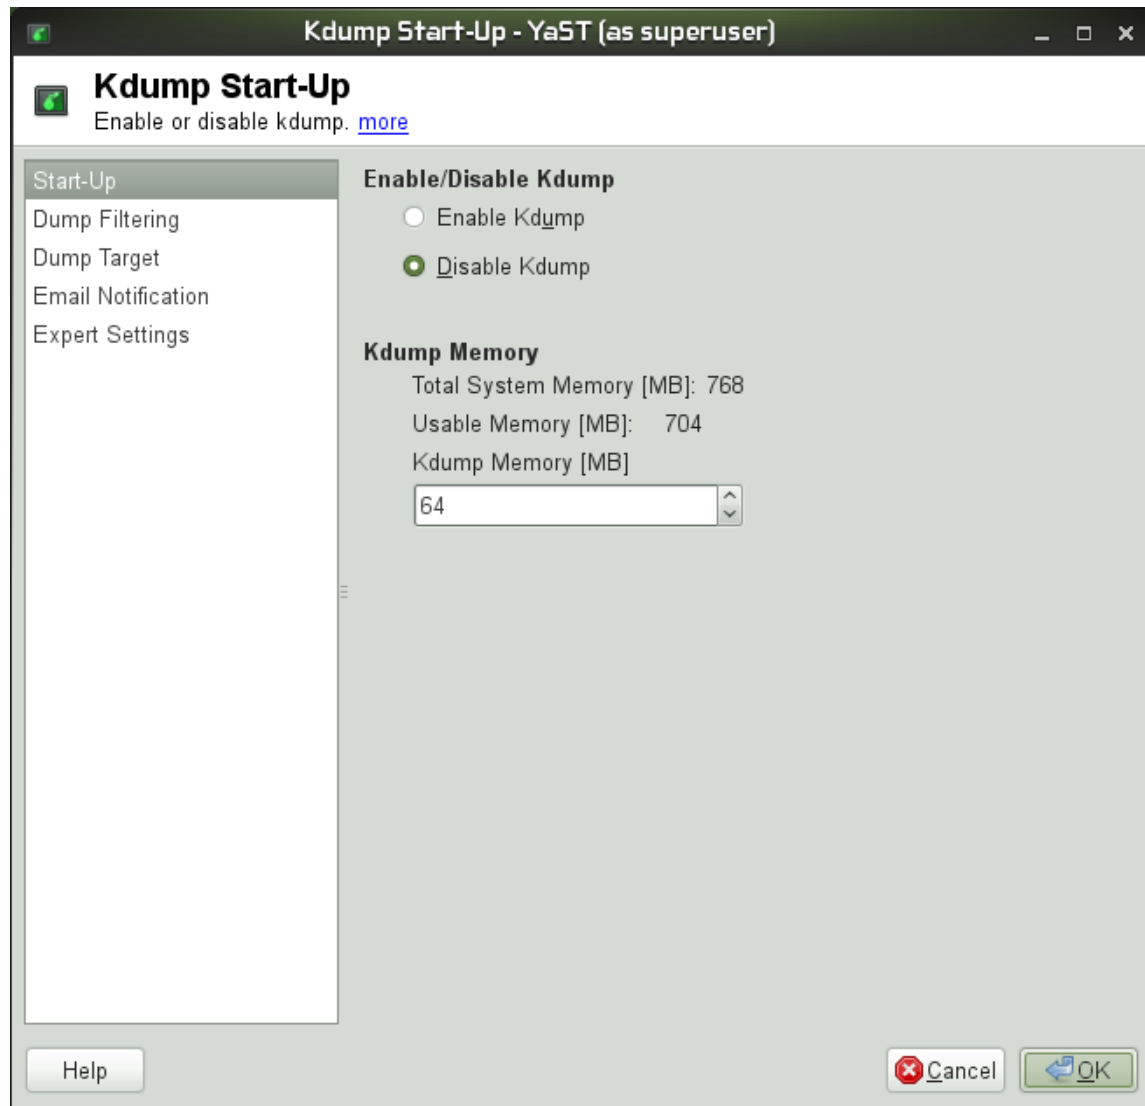 Kdump Start-Up - YaST (as superuser)
Kdump Start-Up
Enable or disable kdump. more
Start-Up
Dump Filtering
Dump Target
Email Notification
Expert Settings
Enable/Disable Kdump
Enable Kdump
Disable Kdump
Kdump Memory
Total System Memory [MB]: 768
Usable Memory [MB]: 704
Kdump Memory [MB]
64
Help
Cancel
OK